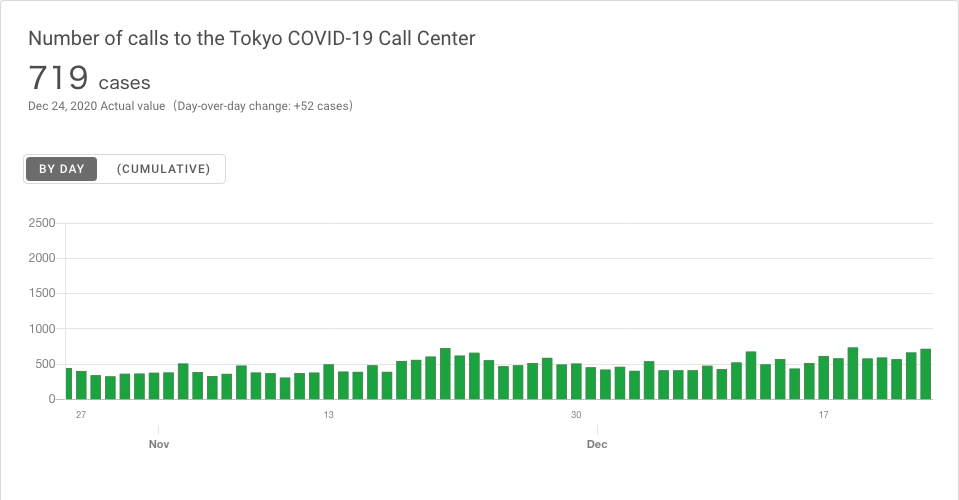 Number of calls to the Tokyo COVID-19 Call Center
719 cases
Dec 24, 2020 Actual value（Day-over-day change: +52 cases）
BY DAY (CUMULATIVE)
2500
2000
1500
1000
500
0
27 13 30 17
Nov Dec